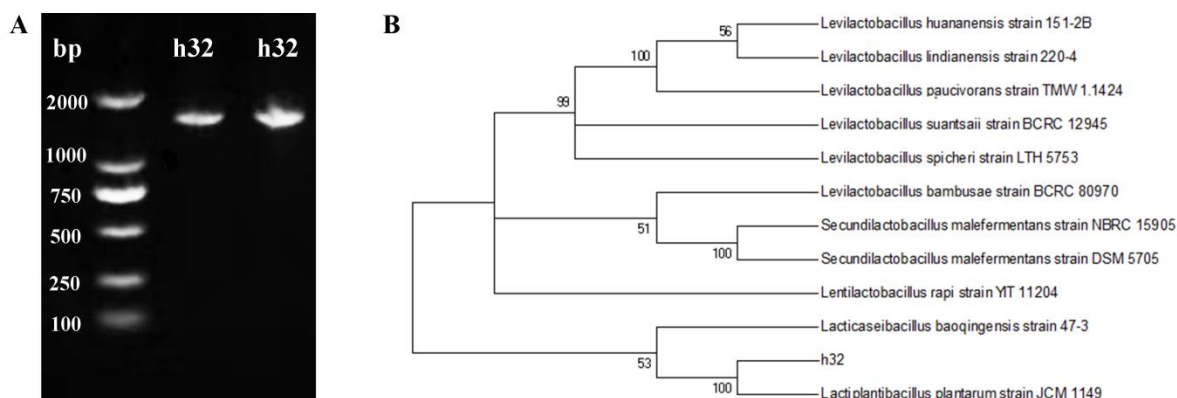 A
bp
h32 h32
2000
1000
750
500
250
100
B
56
100
99
51
100
53
100
Levilactobacillus huananensis strain 151-2B
Levilactobacillus lindianensis strain 220-4
Levilactobacillus paucivorans strain TMW 1.1424
Levilactobacillus suantsaii strain BCRC 12945
Levilactobacillus spicheri strain LTH 5753
Levilactobacillus bambusae strain BCRC 80970
Secundilactobacillus malefermentans strain NBRC 15905
Secundilactobacillus malefermentans strain DSM 5705
Lentilactobacillus rapi strain YIT 11204
Lacticaseibacillus baoqingensis strain 47-3
h32
Lactiplantibacillus plantarum strain JCM 1149